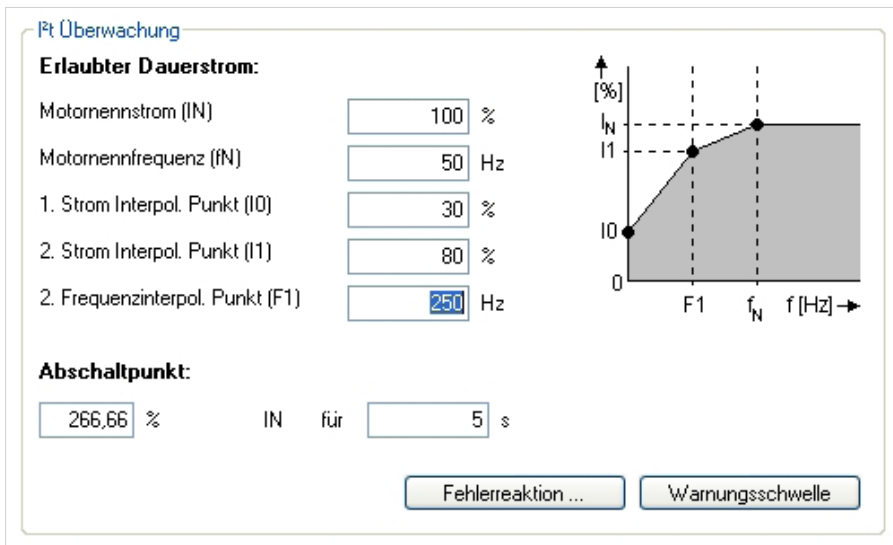 I²t Überwachung
Erlaubter Dauerstrom:
Motornennstrom (IN) 100 %
Motornennfrequenz (fN) 50 Hz
1. Strom Interpol. Punkt (I0) 30 %
2. Strom Interpol. Punkt (I1) 80 %
2. Frequenzinterpol. Punkt (F1) 250 Hz
[%]
IN
I1
I0
0
F1 fN f [Hz]
Abschaltpunkt:
266,66 % IN für 5 s
Fehlerreaktion ... Warnungsschwelle